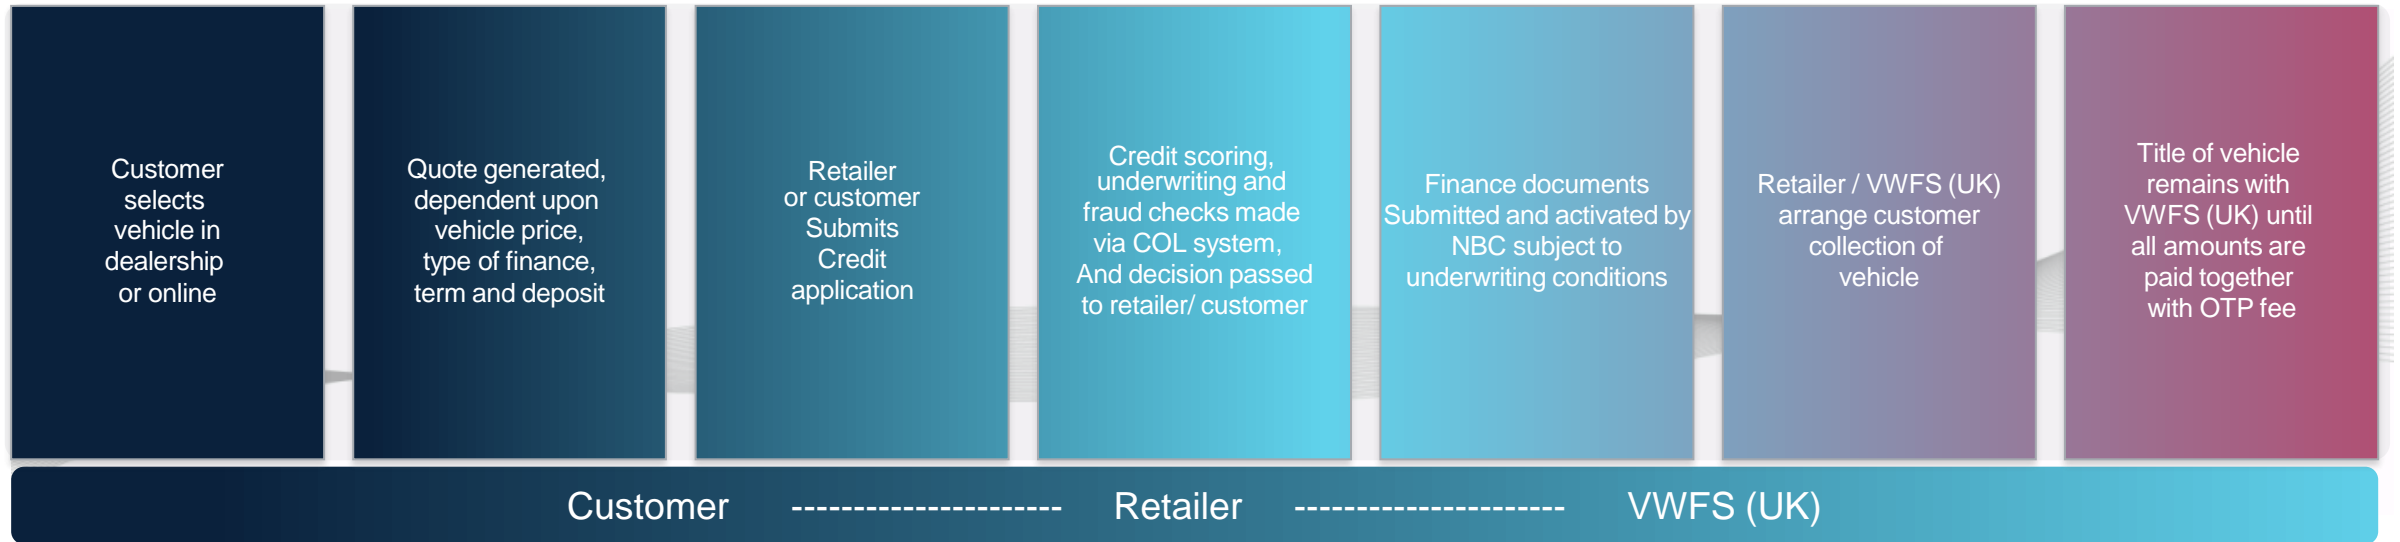 Customer
selects
vehicle in
dealership
or online
Quote generated,
dependent upon
vehicle price,
type of finance,
term and deposit
Retailer
or customer
Submits
Credit
application
Credit scoring,
underwriting and
fraud checks made
via COL system,
And decision passed
to retailer/ customer
Finance documents
Submitted and activated by
NBC subject to
underwriting conditions
Retailer / VWFS (UK)
arrange customer
collection of
vehicle
Title of vehicle
remains with
VWFS (UK) until
all amounts are
paid together
with OTP fee
Customer ---------------------- Retailer ---------------------- VWFS (UK)